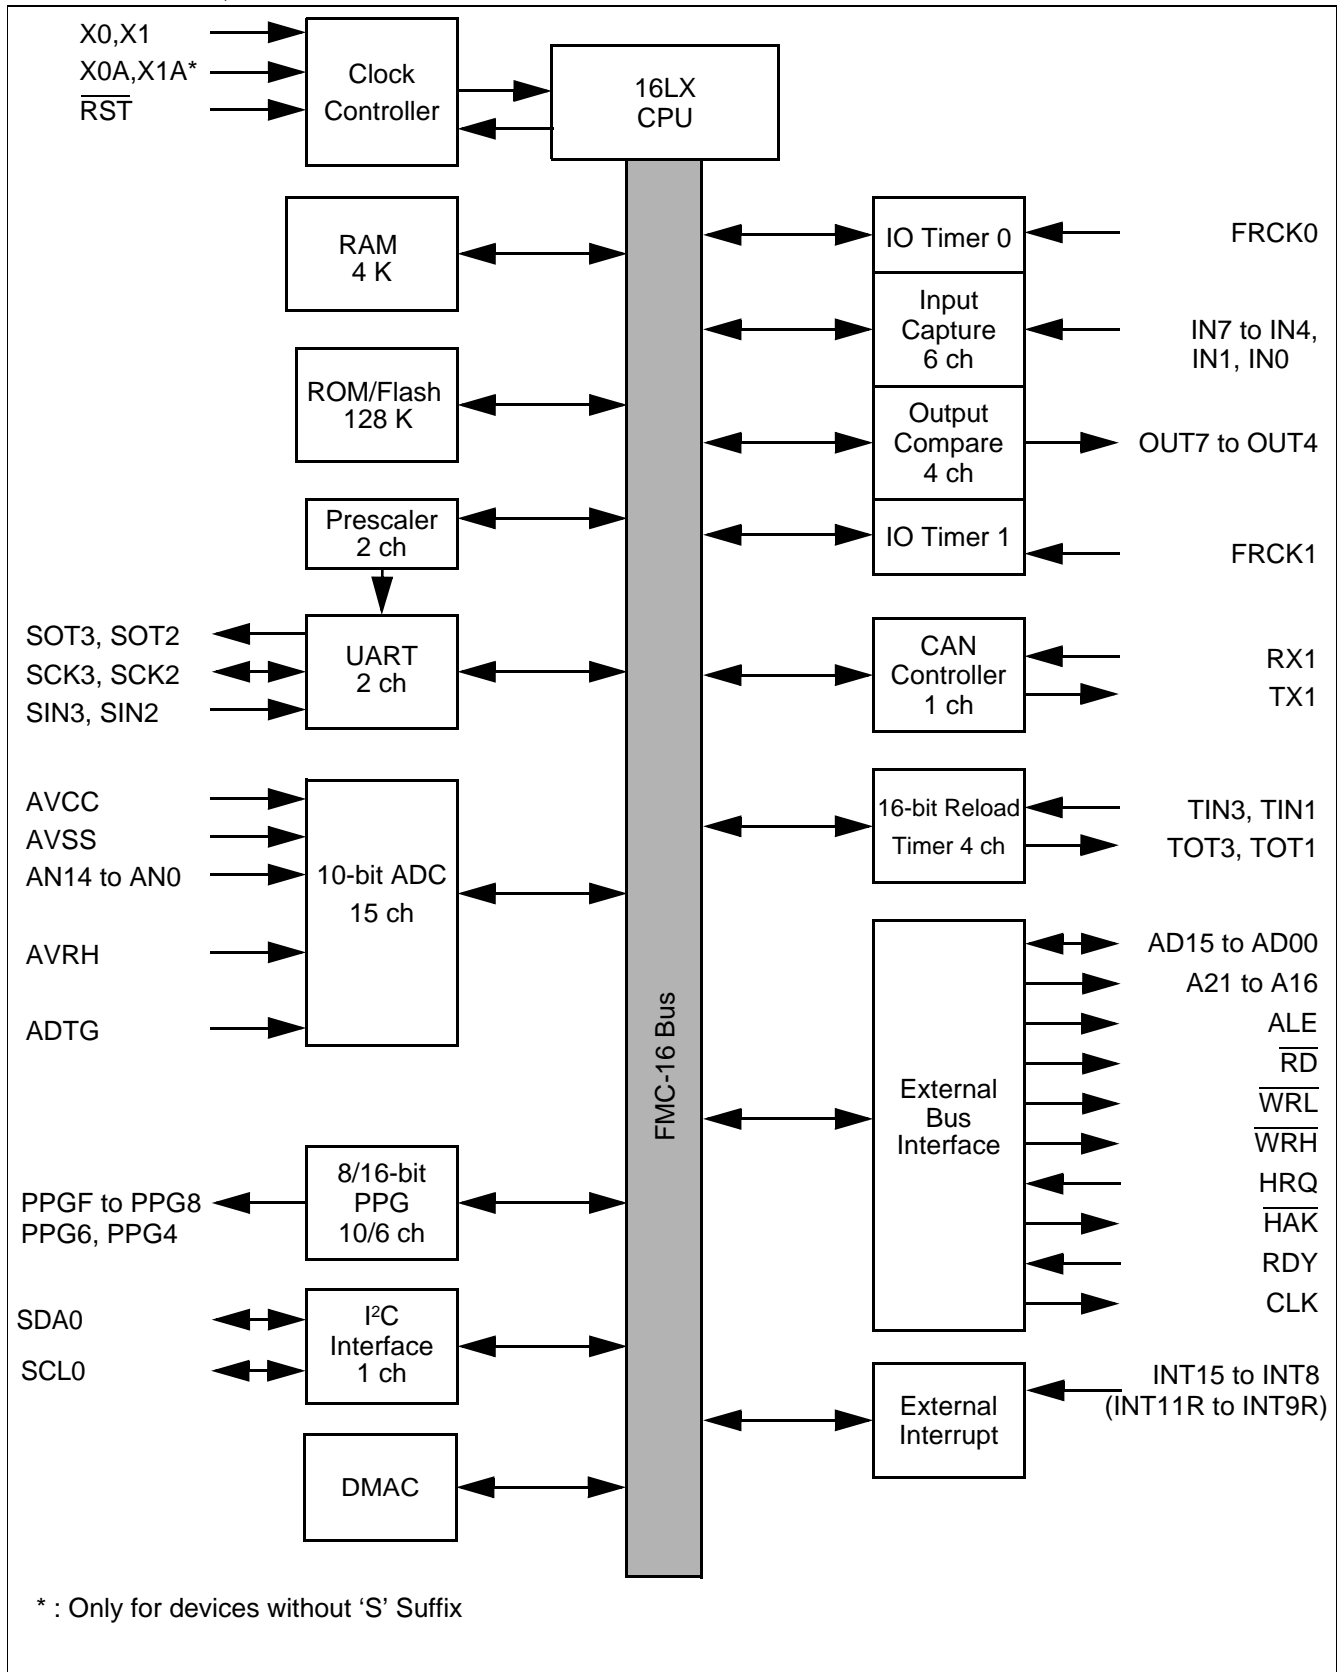 X0,X1
X0A,X1A*
RST
Clock
Controller
16LX
CPU
RAM
4 K
ROM/Flash
128 K
Prescaler
2 ch
SOT3, SOT2
SCK3, SCK2
SIN3, SIN2
UART
2 ch
AVCC
AVSS
AN14 to AN0
AVRH
ADTG
10-bit ADC
15 ch
PPGF to PPG8
PPG6, PPG4
8/16-bit
PPG
10/6 ch
SDA0
SCL0
I²C
Interface
1 ch
DMAC
FMC-16 Bus
IO Timer 0
FRCK0
Input
Capture
6 ch
IN7 to IN4,
IN1, IN0
Output
Compare
4 ch
OUT7 to OUT4
IO Timer 1
FRCK1
CAN
Controller
1 ch
RX1
TX1
16-bit Reload
Timer 4 ch
TIN3, TIN1
TOT3, TOT1
External
Bus
Interface
AD15 to AD00
A21 to A16
ALE
RD
WRL
WRH
HRQ
HAK
RDY
CLK
External
Interrupt
INT15 to INT8
(INT11R to INT9R)
* : Only for devices without ‘S’ Suffix